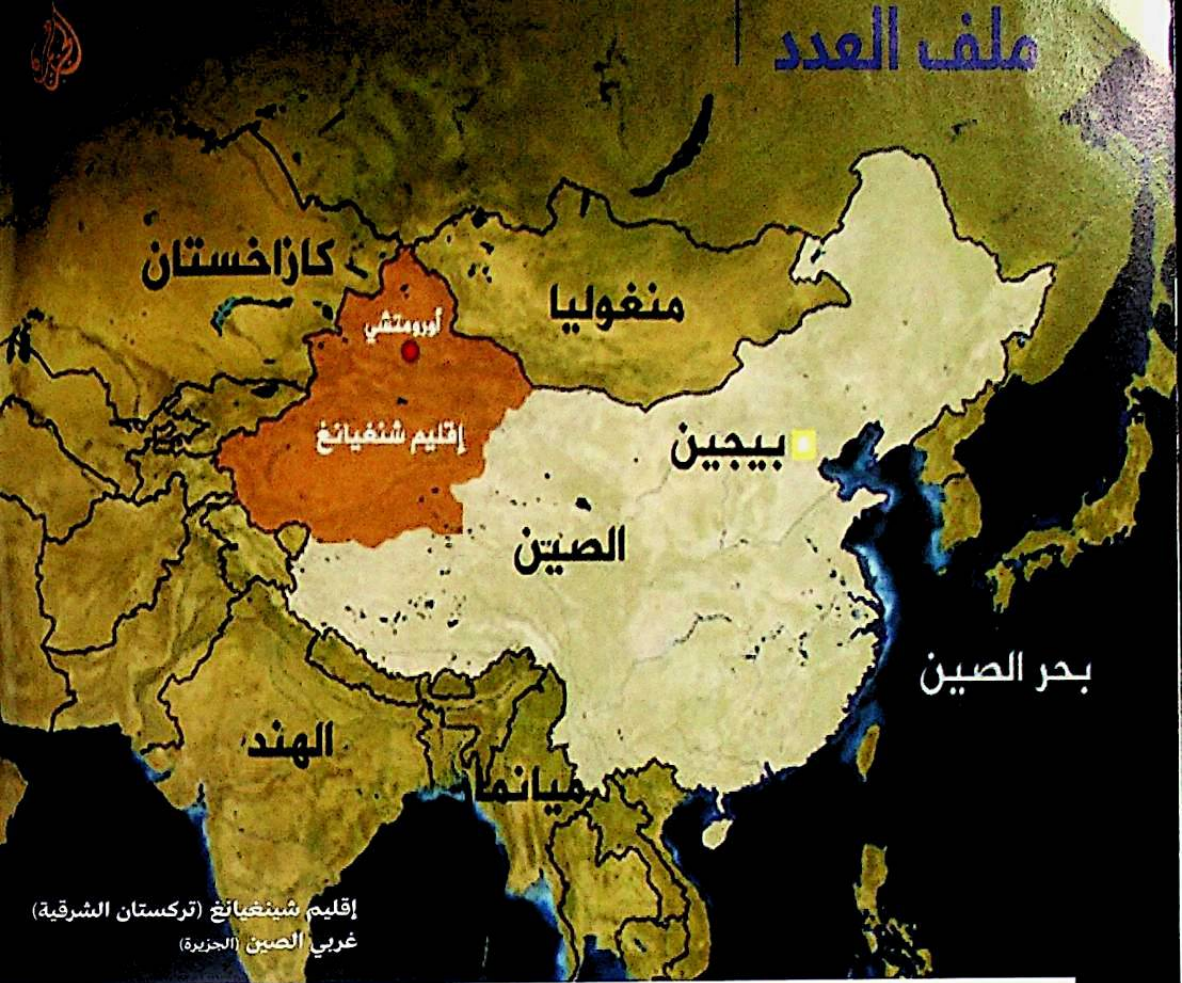 ملف العدد
كازاخستان
منغوليا
أورومتشي
إقليم شنغيانغ
بيجين
الصين
بحر الصين
الهند
ميانما
إقليم شينغيانغ (تركستان الشرقية)
غربي الصين (الجزيرة)